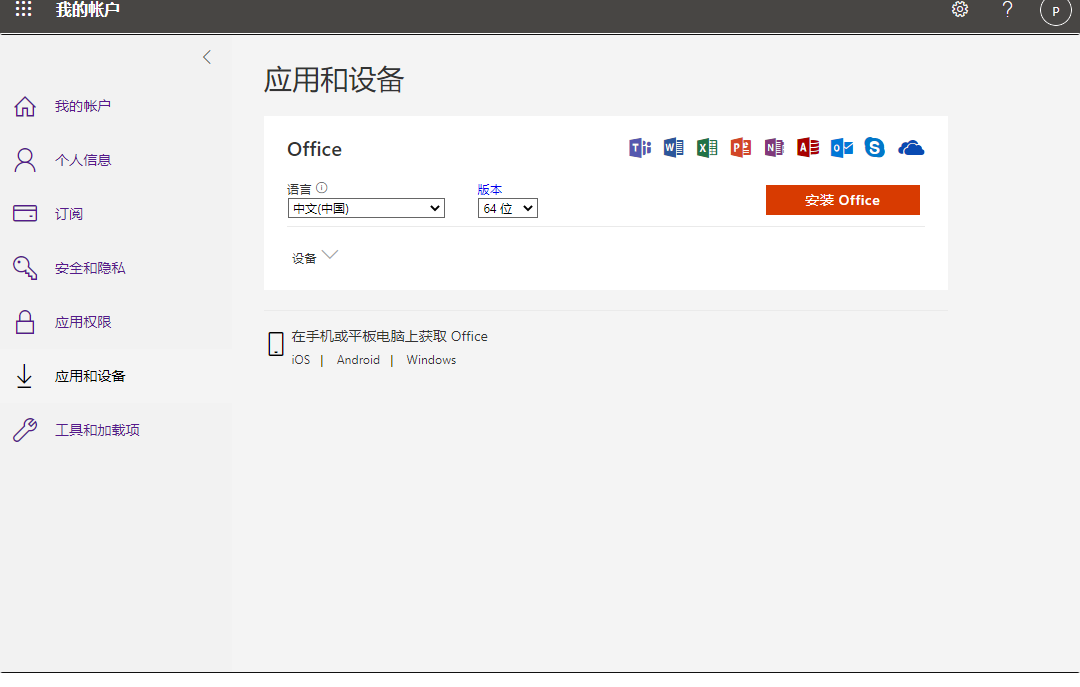 我的帐户
?
P
我的帐户
个人信息
订阅
安全和隐私
应用权限
应用和设备
工具和加载项
应用和设备
Office
T W X P N A O S
语言
版本
中文(中国)
64 位
安装 Office
设备
在手机或平板电脑上获取 Office
iOS | Android | Windows